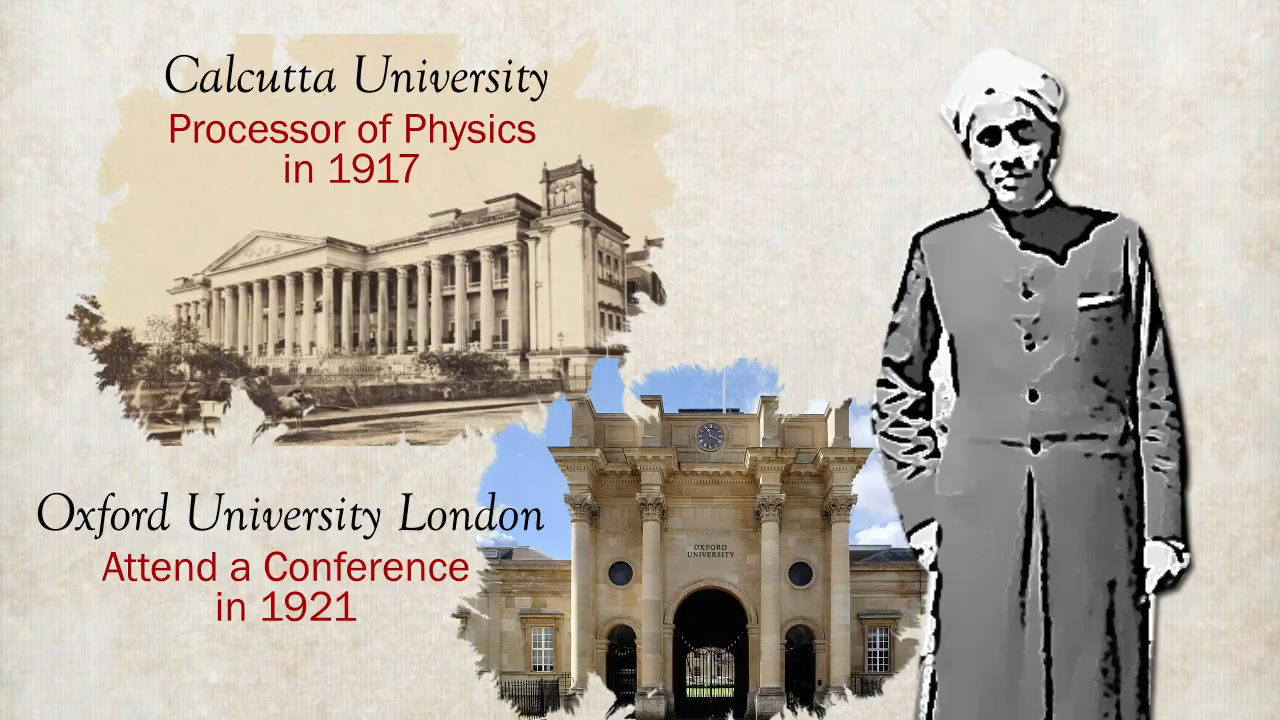 Calcutta University
Processor of Physics
in 1917
Oxford University London
Attend a Conference
in 1921
OXFORD
UNIVERSITY